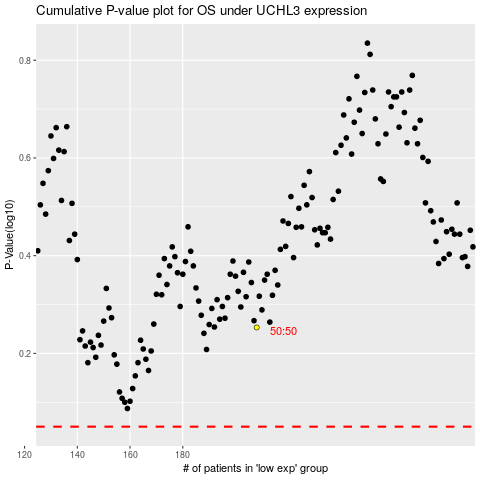 Cumulative P-value plot for OS under UCHL3 expression
P-Value(log10)
0.8
0.6
0.4
0.2
50:50
120 140 160 180
# of patients in 'low exp' group